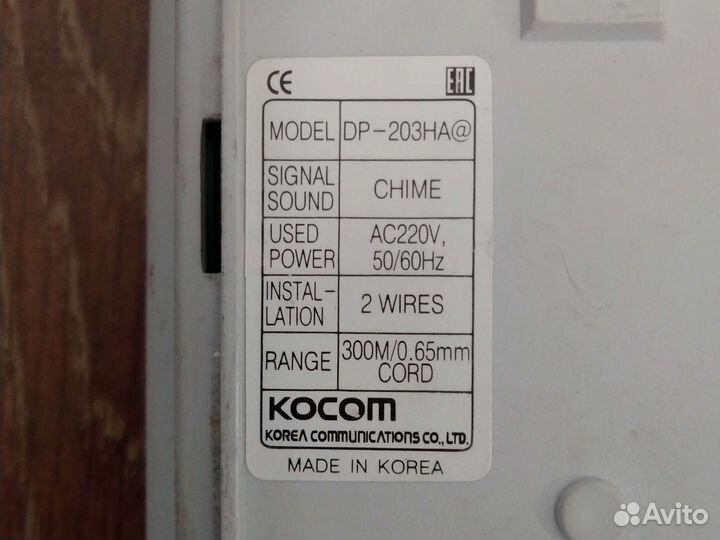 CE EAC
MODEL DP-203HA@
SIGNAL SOUND CHIME
USED POWER AC220V, 50/60Hz
INSTAL-LATION 2 WIRES
RANGE 300M/0.65mm CORD
KOCOM
KOREA COMMUNICATIONS CO., LTD.
MADE IN KOREA
Avito